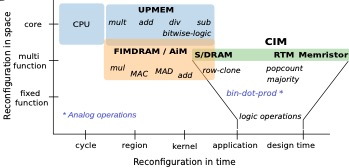 Reconfiguration in space
core
multi
function
fixed
function
CPU
UPMEM
mult add div sub
bitwise-logic
FIMDRAM / AiM
mul MAC MAD add
CIM
S/DRAM RTM Memristor
row-clone popcount
majority
bin-dot-prod *
logic operations
* Analog operations
cycle region kernel application design time
Reconfiguration in time